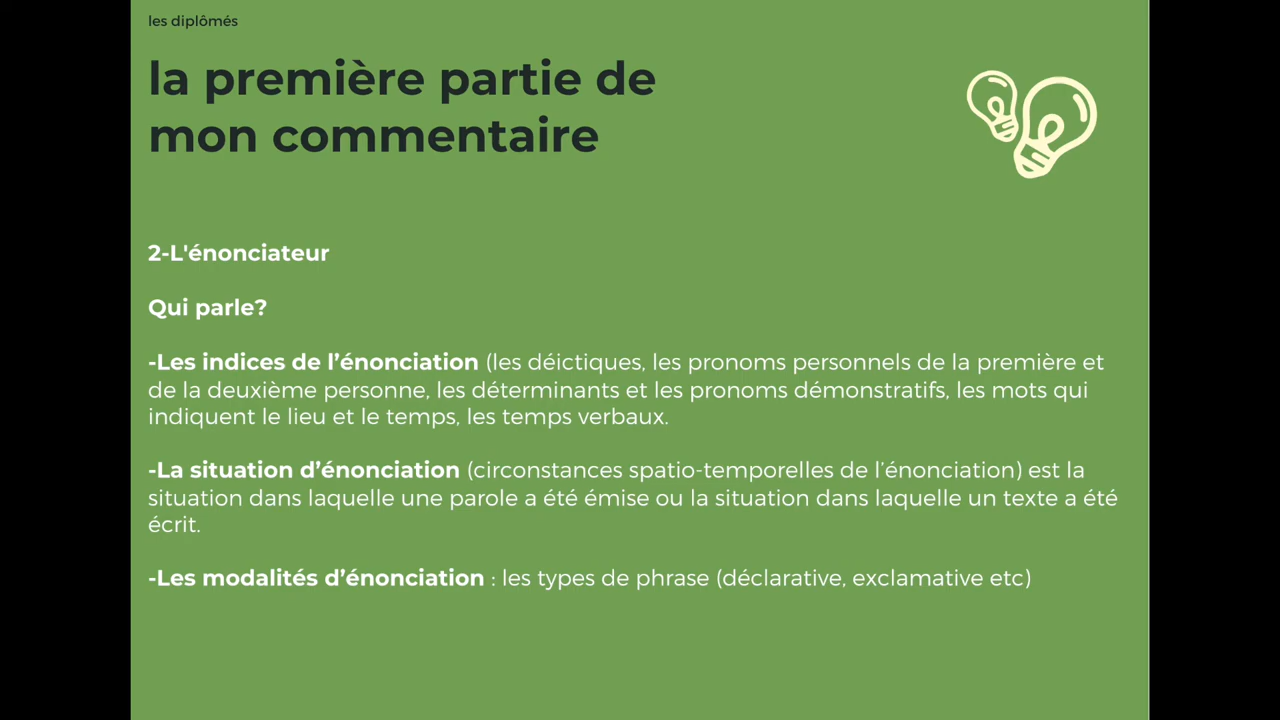 les diplômés
la première partie de
mon commentaire
2-L'énonciateur
Qui parle?
-Les indices de l’énonciation (les déictiques, les pronoms personnels de la première et
de la deuxième personne, les déterminants et les pronoms démonstratifs, les mots qui
indiquent le lieu et le temps, les temps verbaux.
-La situation d’énonciation (circonstances spatio-temporelles de l’énonciation) est la
situation dans laquelle une parole a été émise ou la situation dans laquelle un texte a été
écrit.
-Les modalités d’énonciation : les types de phrase (déclarative, exclamative etc)